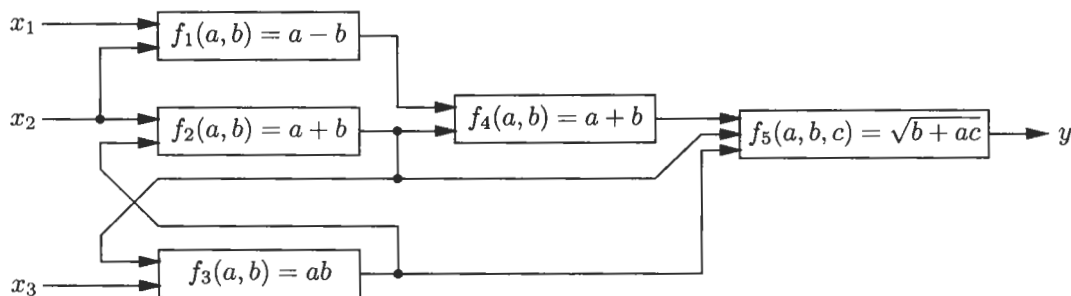 x₁
f₁(a, b) = a − b
x₂
f₂(a, b) = a + b
f₄(a, b) = a + b
f₅(a, b, c) = √(b + ac)
y
x₃
f₃(a, b) = ab